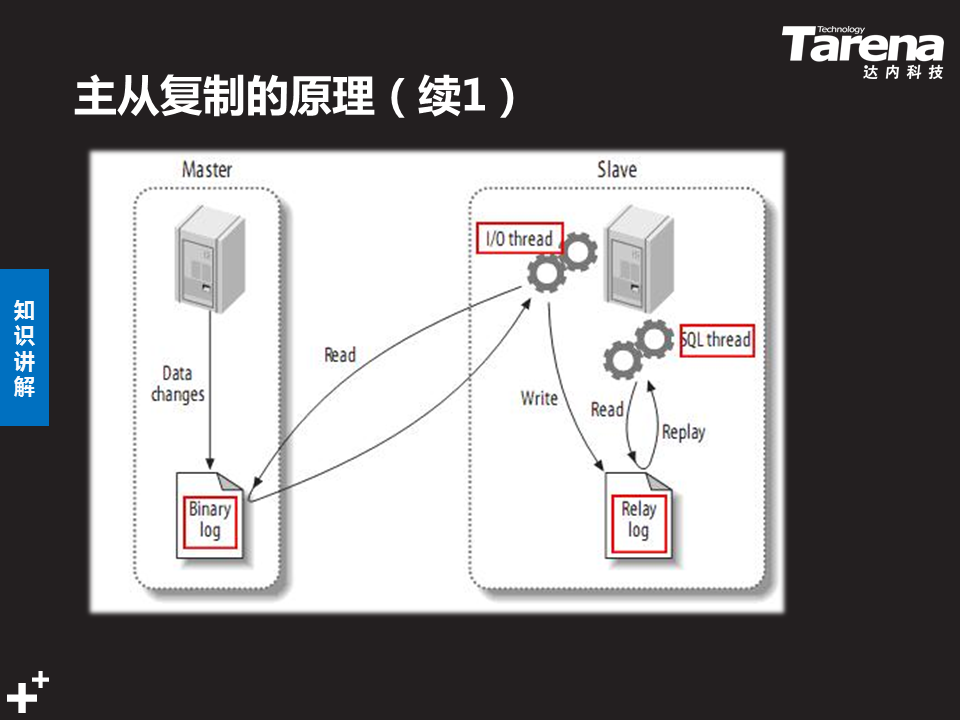 Technology
Tarena
达内科技
主从复制的原理（续1）
知
识
讲
解
Master
Slave
I/O thread
SQL thread
Read
Data
changes
Write
Read
Replay
Binary
log
Relay
log